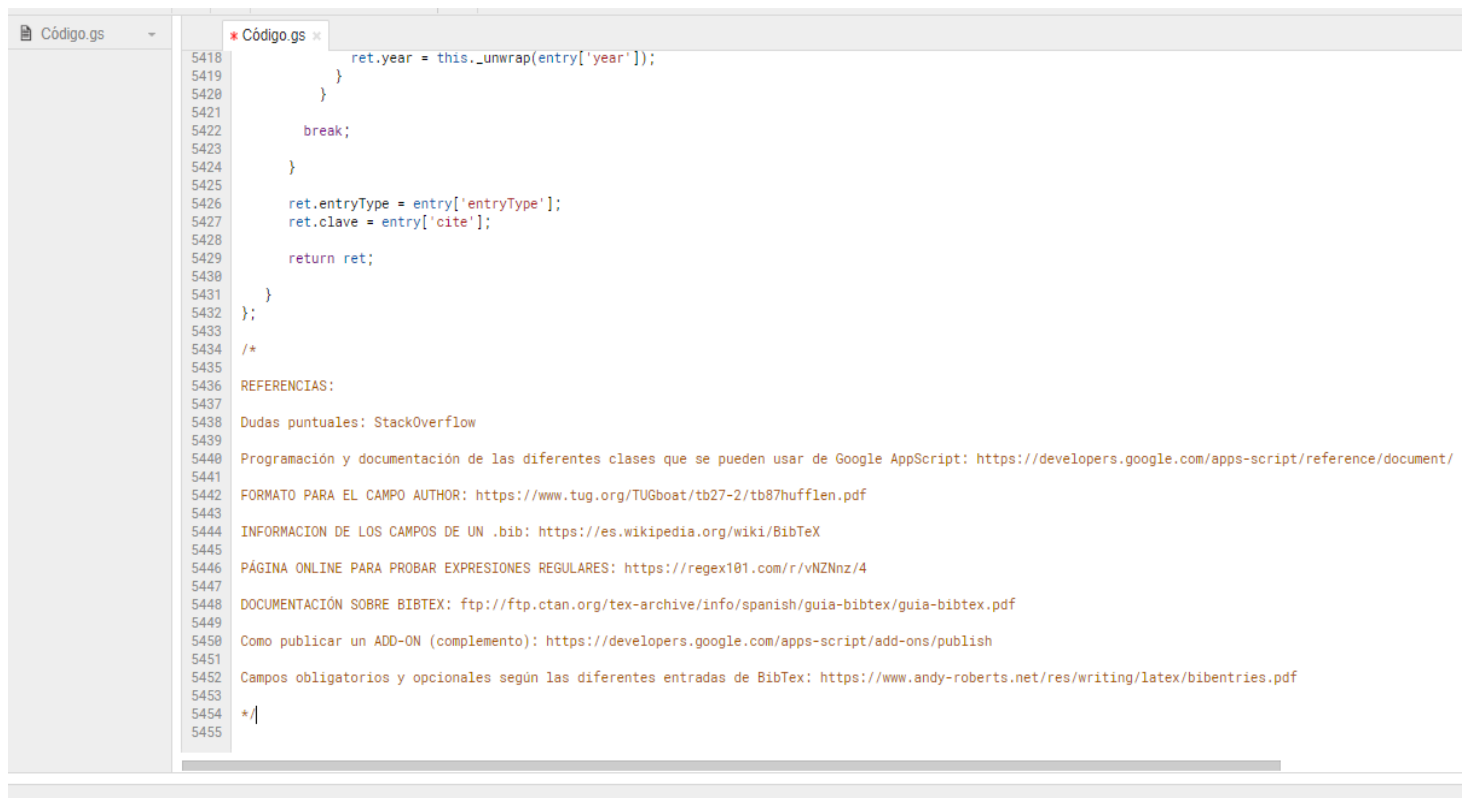 Código.gs
* Código.gs ×
5418 ret.year = this._unwrap(entry['year']);
5419 }
5420 }
5421
5422 break;
5423
5424 }
5425
5426 ret.entryType = entry['entryType'];
5427 ret.clave = entry['cite'];
5428
5429 return ret;
5430
5431 }
5432 };
5433
5434 /*
5435
5436 REFERENCIAS:
5437
5438 Dudas puntuales: StackOverflow
5439
5440 Programación y documentación de las diferentes clases que se pueden usar de Google AppScript: https://developers.google.com/apps-script/reference/document/
5441
5442 FORMATO PARA EL CAMPO AUTHOR: https://www.tug.org/TUGboat/tb27-2/tb87hufflen.pdf
5443
5444 INFORMACION DE LOS CAMPOS DE UN .bib: https://es.wikipedia.org/wiki/BibTeX
5445
5446 PÁGINA ONLINE PARA PROBAR EXPRESIONES REGULARES: https://regex101.com/r/vNZNnz/4
5447
5448 DOCUMENTACIÓN SOBRE BIBTEX: ftp://ftp.ctan.org/tex-archive/info/spanish/guia-bibtex/guia-bibtex.pdf
5449
5450 Como publicar un ADD-ON (complemento): https://developers.google.com/apps-script/add-ons/publish
5451
5452 Campos obligatorios y opcionales según las diferentes entradas de BibTex: https://www.andy-roberts.net/res/writing/latex/bibentries.pdf
5453
5454 */
5455